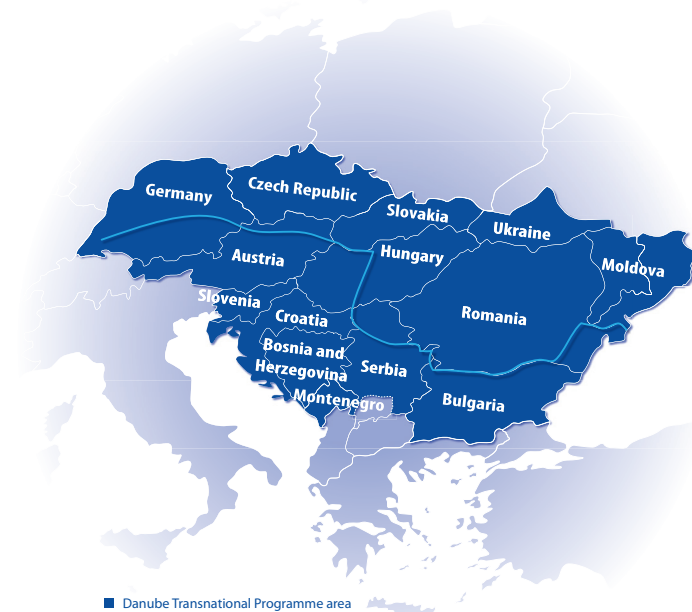 Germany
Czech Republic
Slovakia
Ukraine
Austria
Hungary
Moldova
Slovenia
Croatia
Romania
Bosnia and
Herzegovina
Serbia
Montenegro
Bulgaria
Danube Transnational Programme area